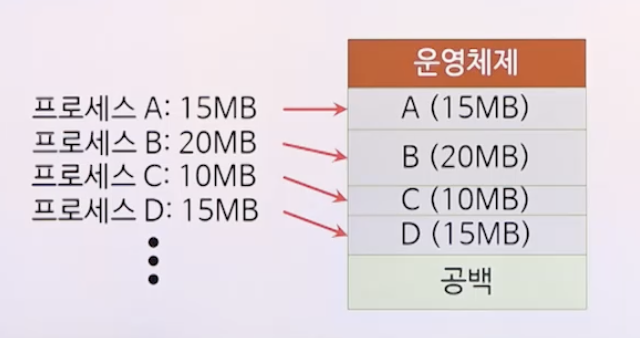 운영체제
프로세스 A: 15MB
A (15MB)
프로세스 B: 20MB
B (20MB)
프로세스 C: 10MB
C (10MB)
프로세스 D: 15MB
D (15MB)
공백